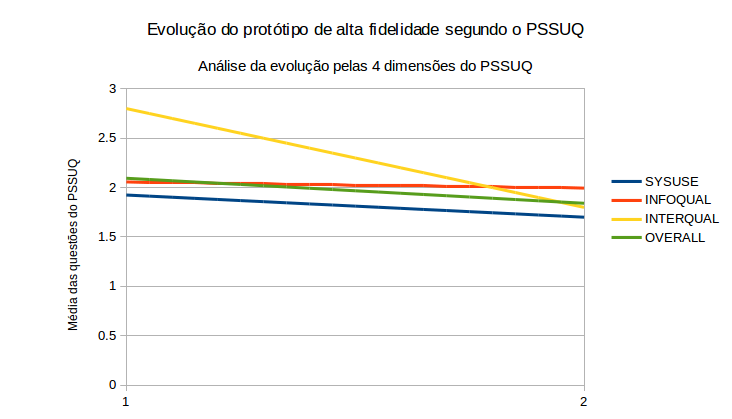 Evolução do protótipo de alta fidelidade segundo o PSSUQ
Análise da evolução pelas 4 dimensões do PSSUQ
Média das questões do PSSUQ
3
2.5
2
1.5
1
0.5
0
1
2
SYSUSE
INFOQUAL
INTERQUAL
OVERALL